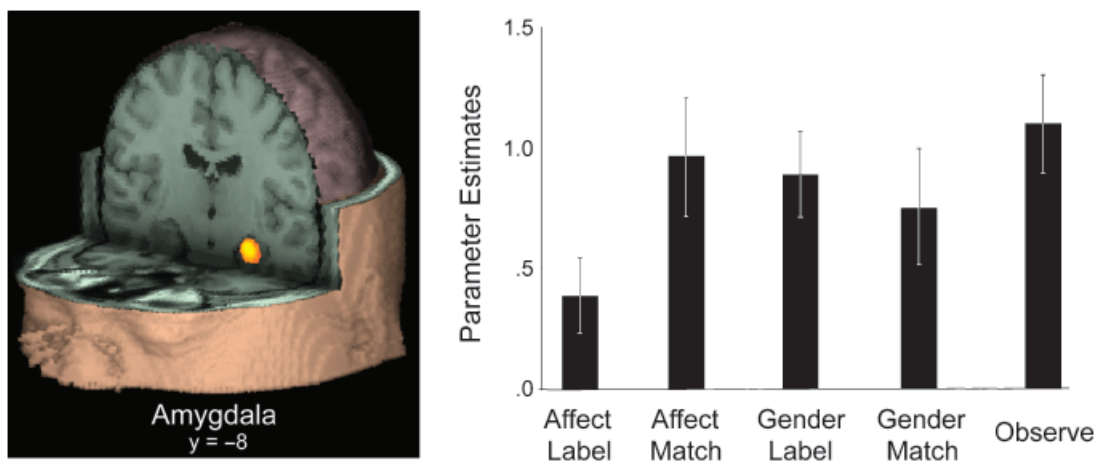 Amygdala
y = −8
Parameter Estimates
1.5
1.0
.5
.0
Affect
Label
Affect
Match
Gender
Label
Gender
Match
Observe